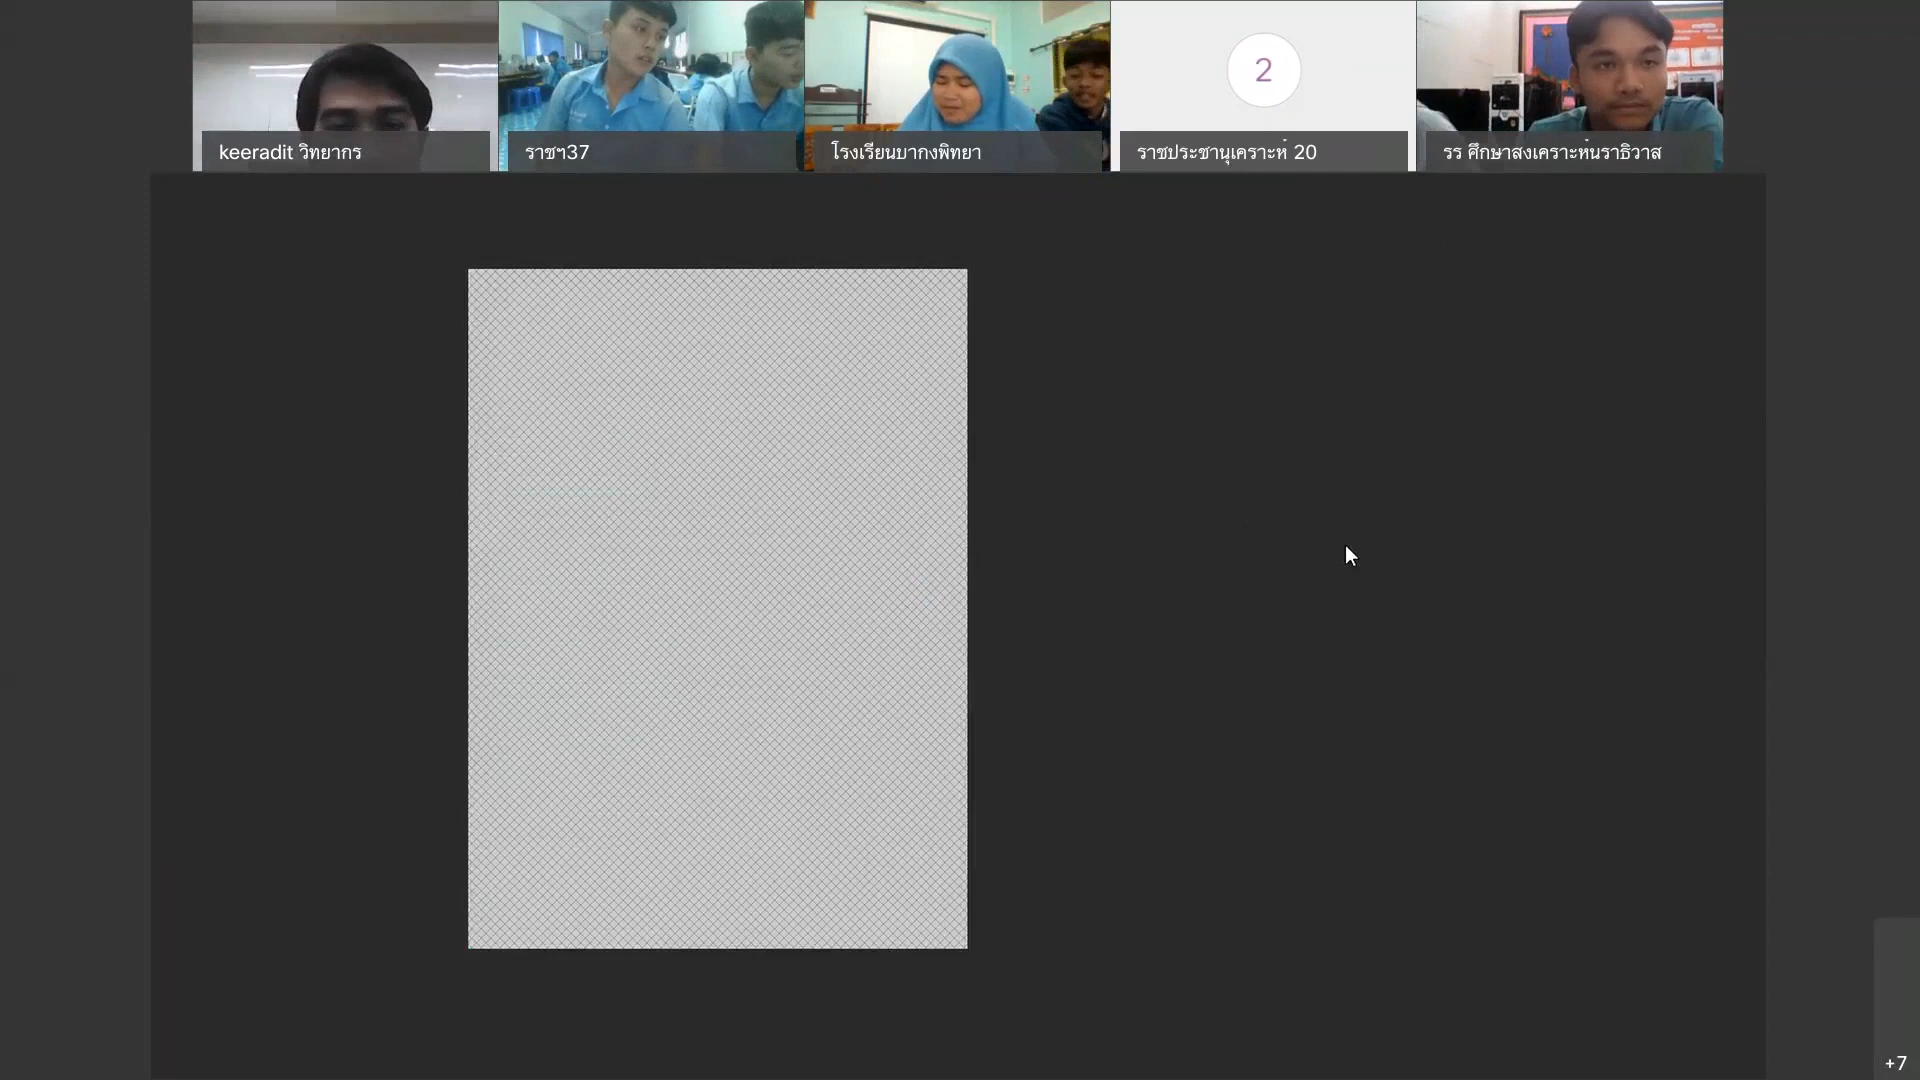 keeradit วิทยากร
ราชฯ37
โรงเรียนบากงพิทยา
2
ราชประชานุเคราะห์ 20
รร ศึกษาสงเคราะห์นราธิวาส
+7